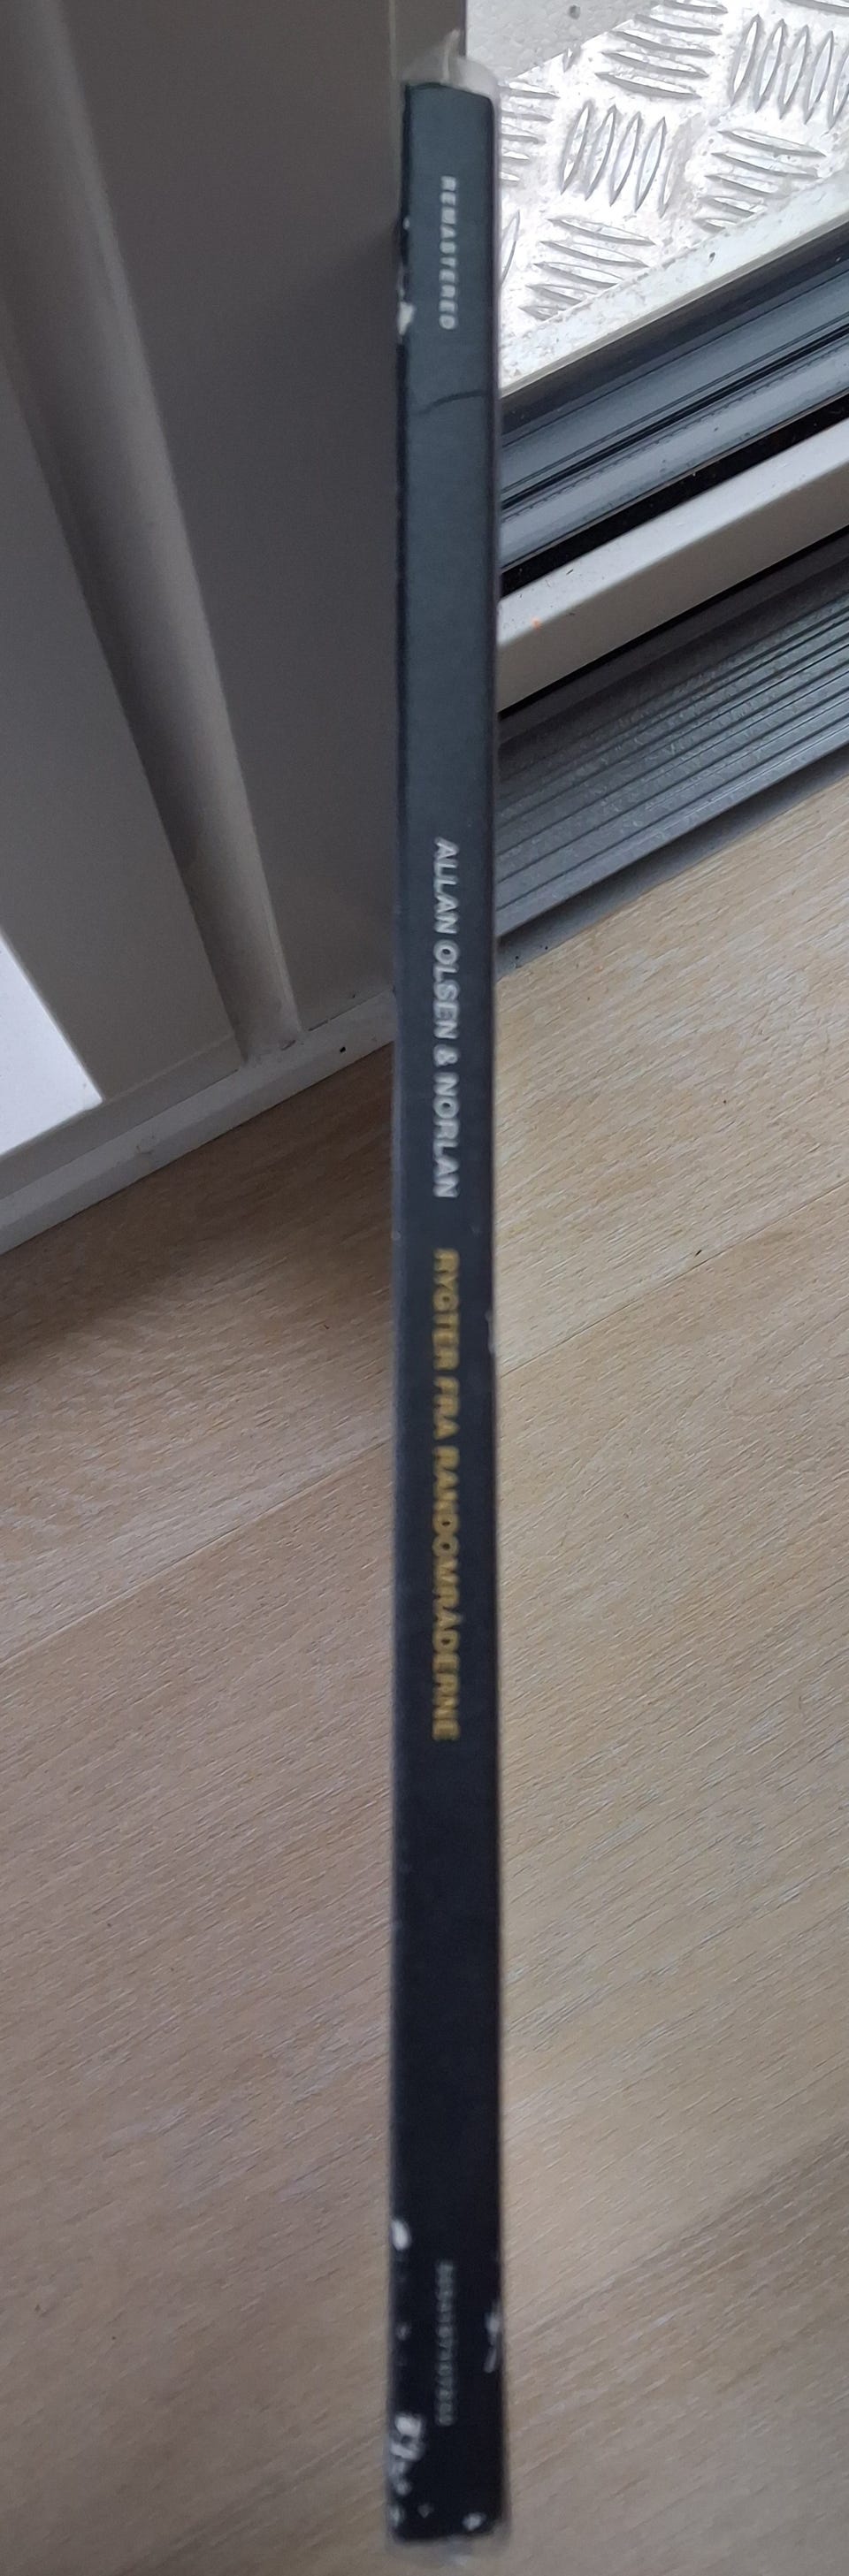 REMASTERED
ALLAN OLSEN & NORLAN
RYGTER FRA RANDOMRÅDERNE